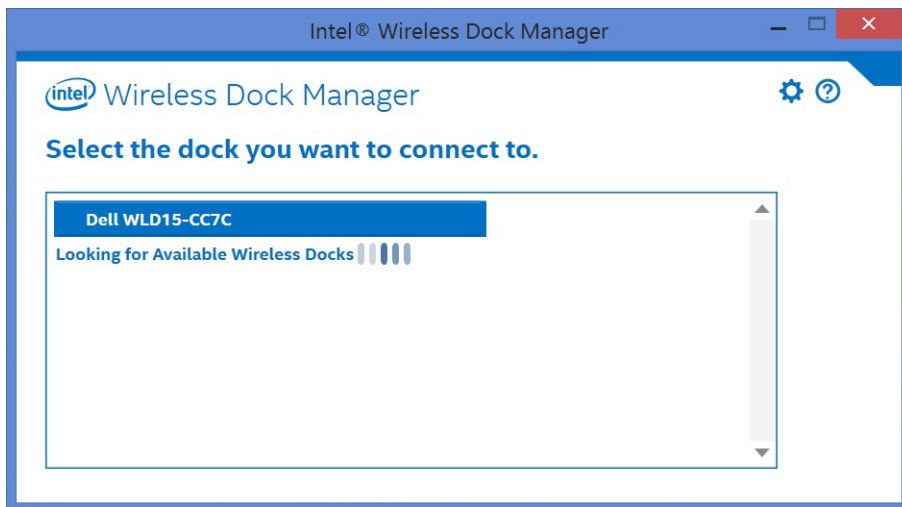 Intel® Wireless Dock Manager
intel Wireless Dock Manager
Select the dock you want to connect to.
Dell WLD15-CC7C
Looking for Available Wireless Docks